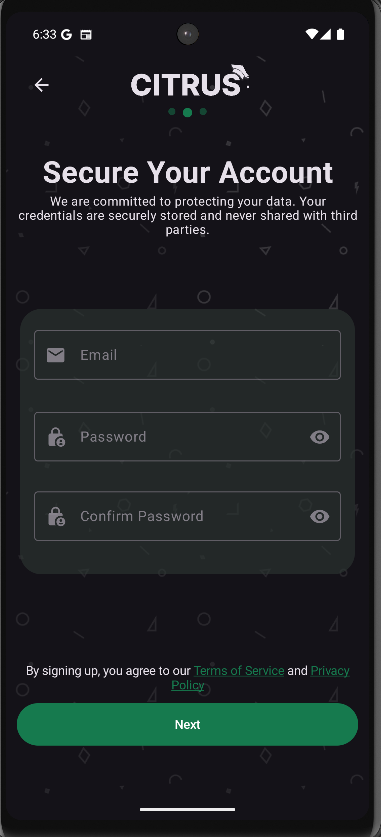 6:33
CITRUS
Secure Your Account
We are committed to protecting your data. Your
credentials are securely stored and never shared with third
parties.
Email
Password
Confirm Password
By signing up, you agree to our Terms of Service and Privacy
Policy
Next